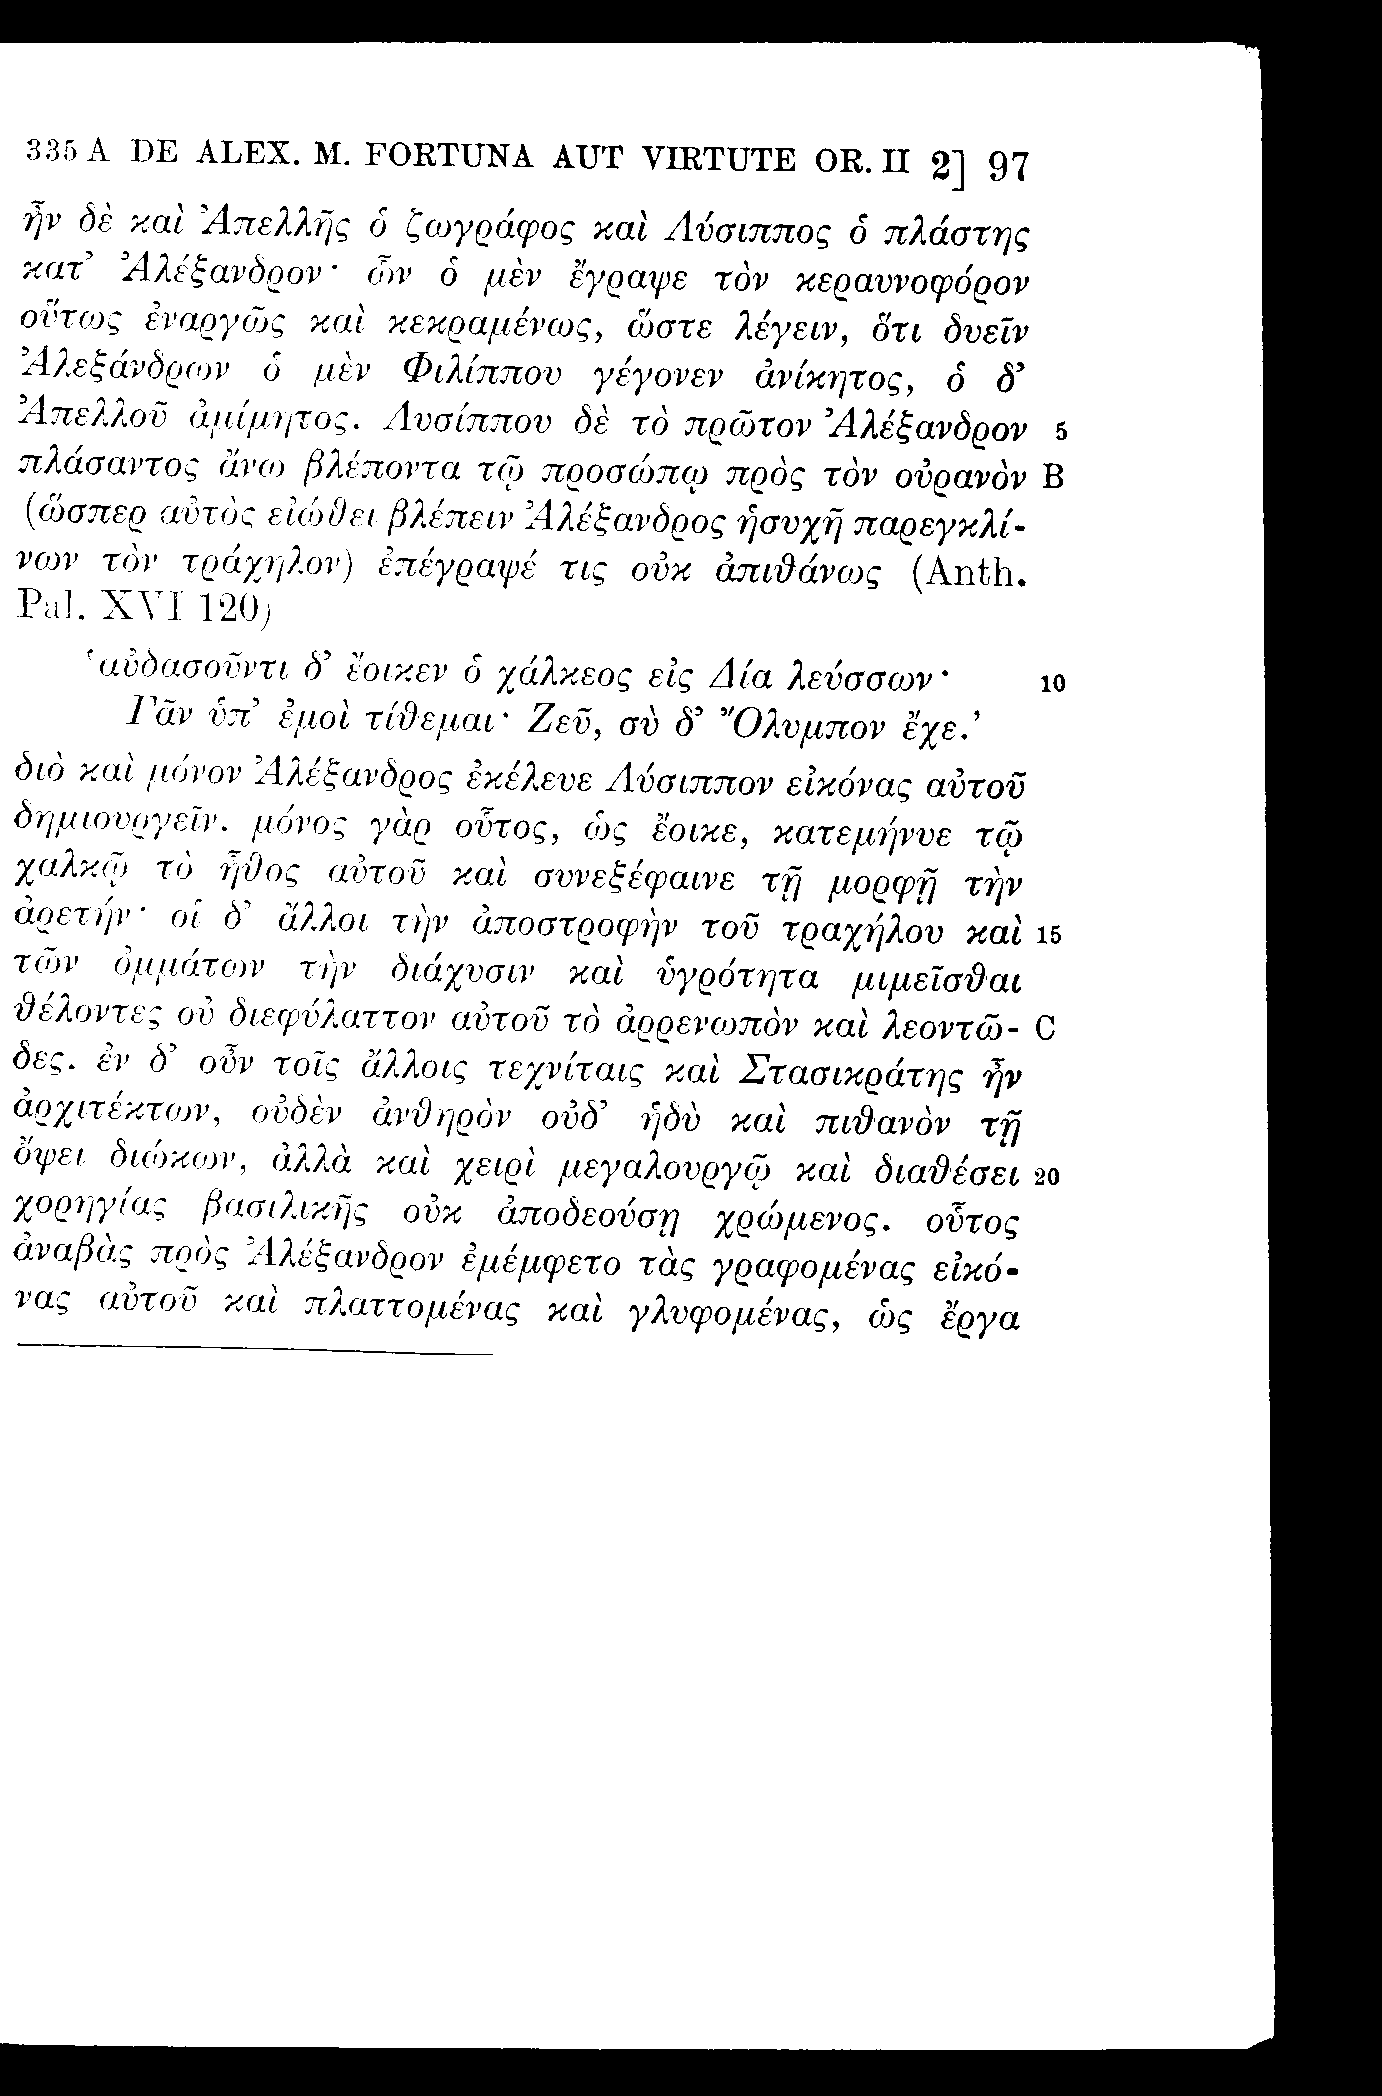 335 A DE ALEX. M. FORTUNA AUT VIRTUTE OR. II 2] 97
ἦν δὲ καὶ Ἀπελλῆς ὁ ζωγράφος καὶ Λύσιππος ὁ πλάστης
κατ’ Ἀλέξανδρον· ὧν ὁ μὲν ἔγραψε τὸν κεραυνοφόρον
οὕτως ἐναργῶς καὶ κεκραμένως, ὥστε λέγειν, ὅτι δυεῖν
Ἀλεξάνδρων ὁ μὲν Φιλίππου γέγονεν ἀνίκητος, ὁ δ’
Ἀπελλοῦ ἀμίμητος. Λυσίππου δὲ τὸ πρῶτον Ἀλέξανδρον 5
πλάσαντος ἄνω βλέποντα τῷ προσώπῳ πρὸς τὸν οὐρανὸν B
(ὥσπερ αὐτὸς εἰώθει βλέπειν Ἀλέξανδρος ἡσυχῆ παρεγκλί-
νων τὸν τράχηλον) ἐπέγραψέ τις οὐκ ἀπιθάνως (Anth.
Pal. XVI 120)
‘αὐδασοῦντι δ’ ἔοικεν ὁ χάλκεος εἰς Δία λεύσσων· 10
Γᾶν ὑπ’ ἐμοὶ τίθεμαι· Ζεῦ, σὺ δ’ Ὄλυμπον ἔχε.’
διὸ καὶ μόνον Ἀλέξανδρος ἐκέλευε Λύσιππον εἰκόνας αὐτοῦ
δημιουργεῖν. μόνος γὰρ οὗτος, ὡς ἔοικε, κατεμήνυε τῷ
χαλκῷ τὸ ἦθος αὐτοῦ καὶ συνεξέφαινε τῇ μορφῇ τὴν
ἀρετήν· οἱ δ’ ἄλλοι τὴν ἀποστροφὴν τοῦ τραχήλου καὶ 15
τῶν ὀμμάτων τὴν διάχυσιν καὶ ὑγρότητα μιμεῖσθαι
θέλοντες οὐ διεφύλαττον αὐτοῦ τὸ ἀρρενωπὸν καὶ λεοντῶ- C
δες. ἐν δ’ οὖν τοῖς ἄλλοις τεχνίταις καὶ Στασικράτης ἦν
ἀρχιτέκτων, οὐδὲν ἀνθηρὸν οὐδ’ ἡδὺ καὶ πιθανὸν τῇ
ὄψει διώκων, ἀλλὰ καὶ χειρὶ μεγαλουργῷ καὶ διαθέσει 20
χορηγίας βασιλικῆς οὐκ ἀποδεούσῃ χρώμενος. οὗτος
ἀναβὰς πρὸς Ἀλέξανδρον ἐμέμφετο τὰς γραφομένας εἰκό-
νας αὐτοῦ καὶ πλαττομένας καὶ γλυφομένας, ὡς ἔργα